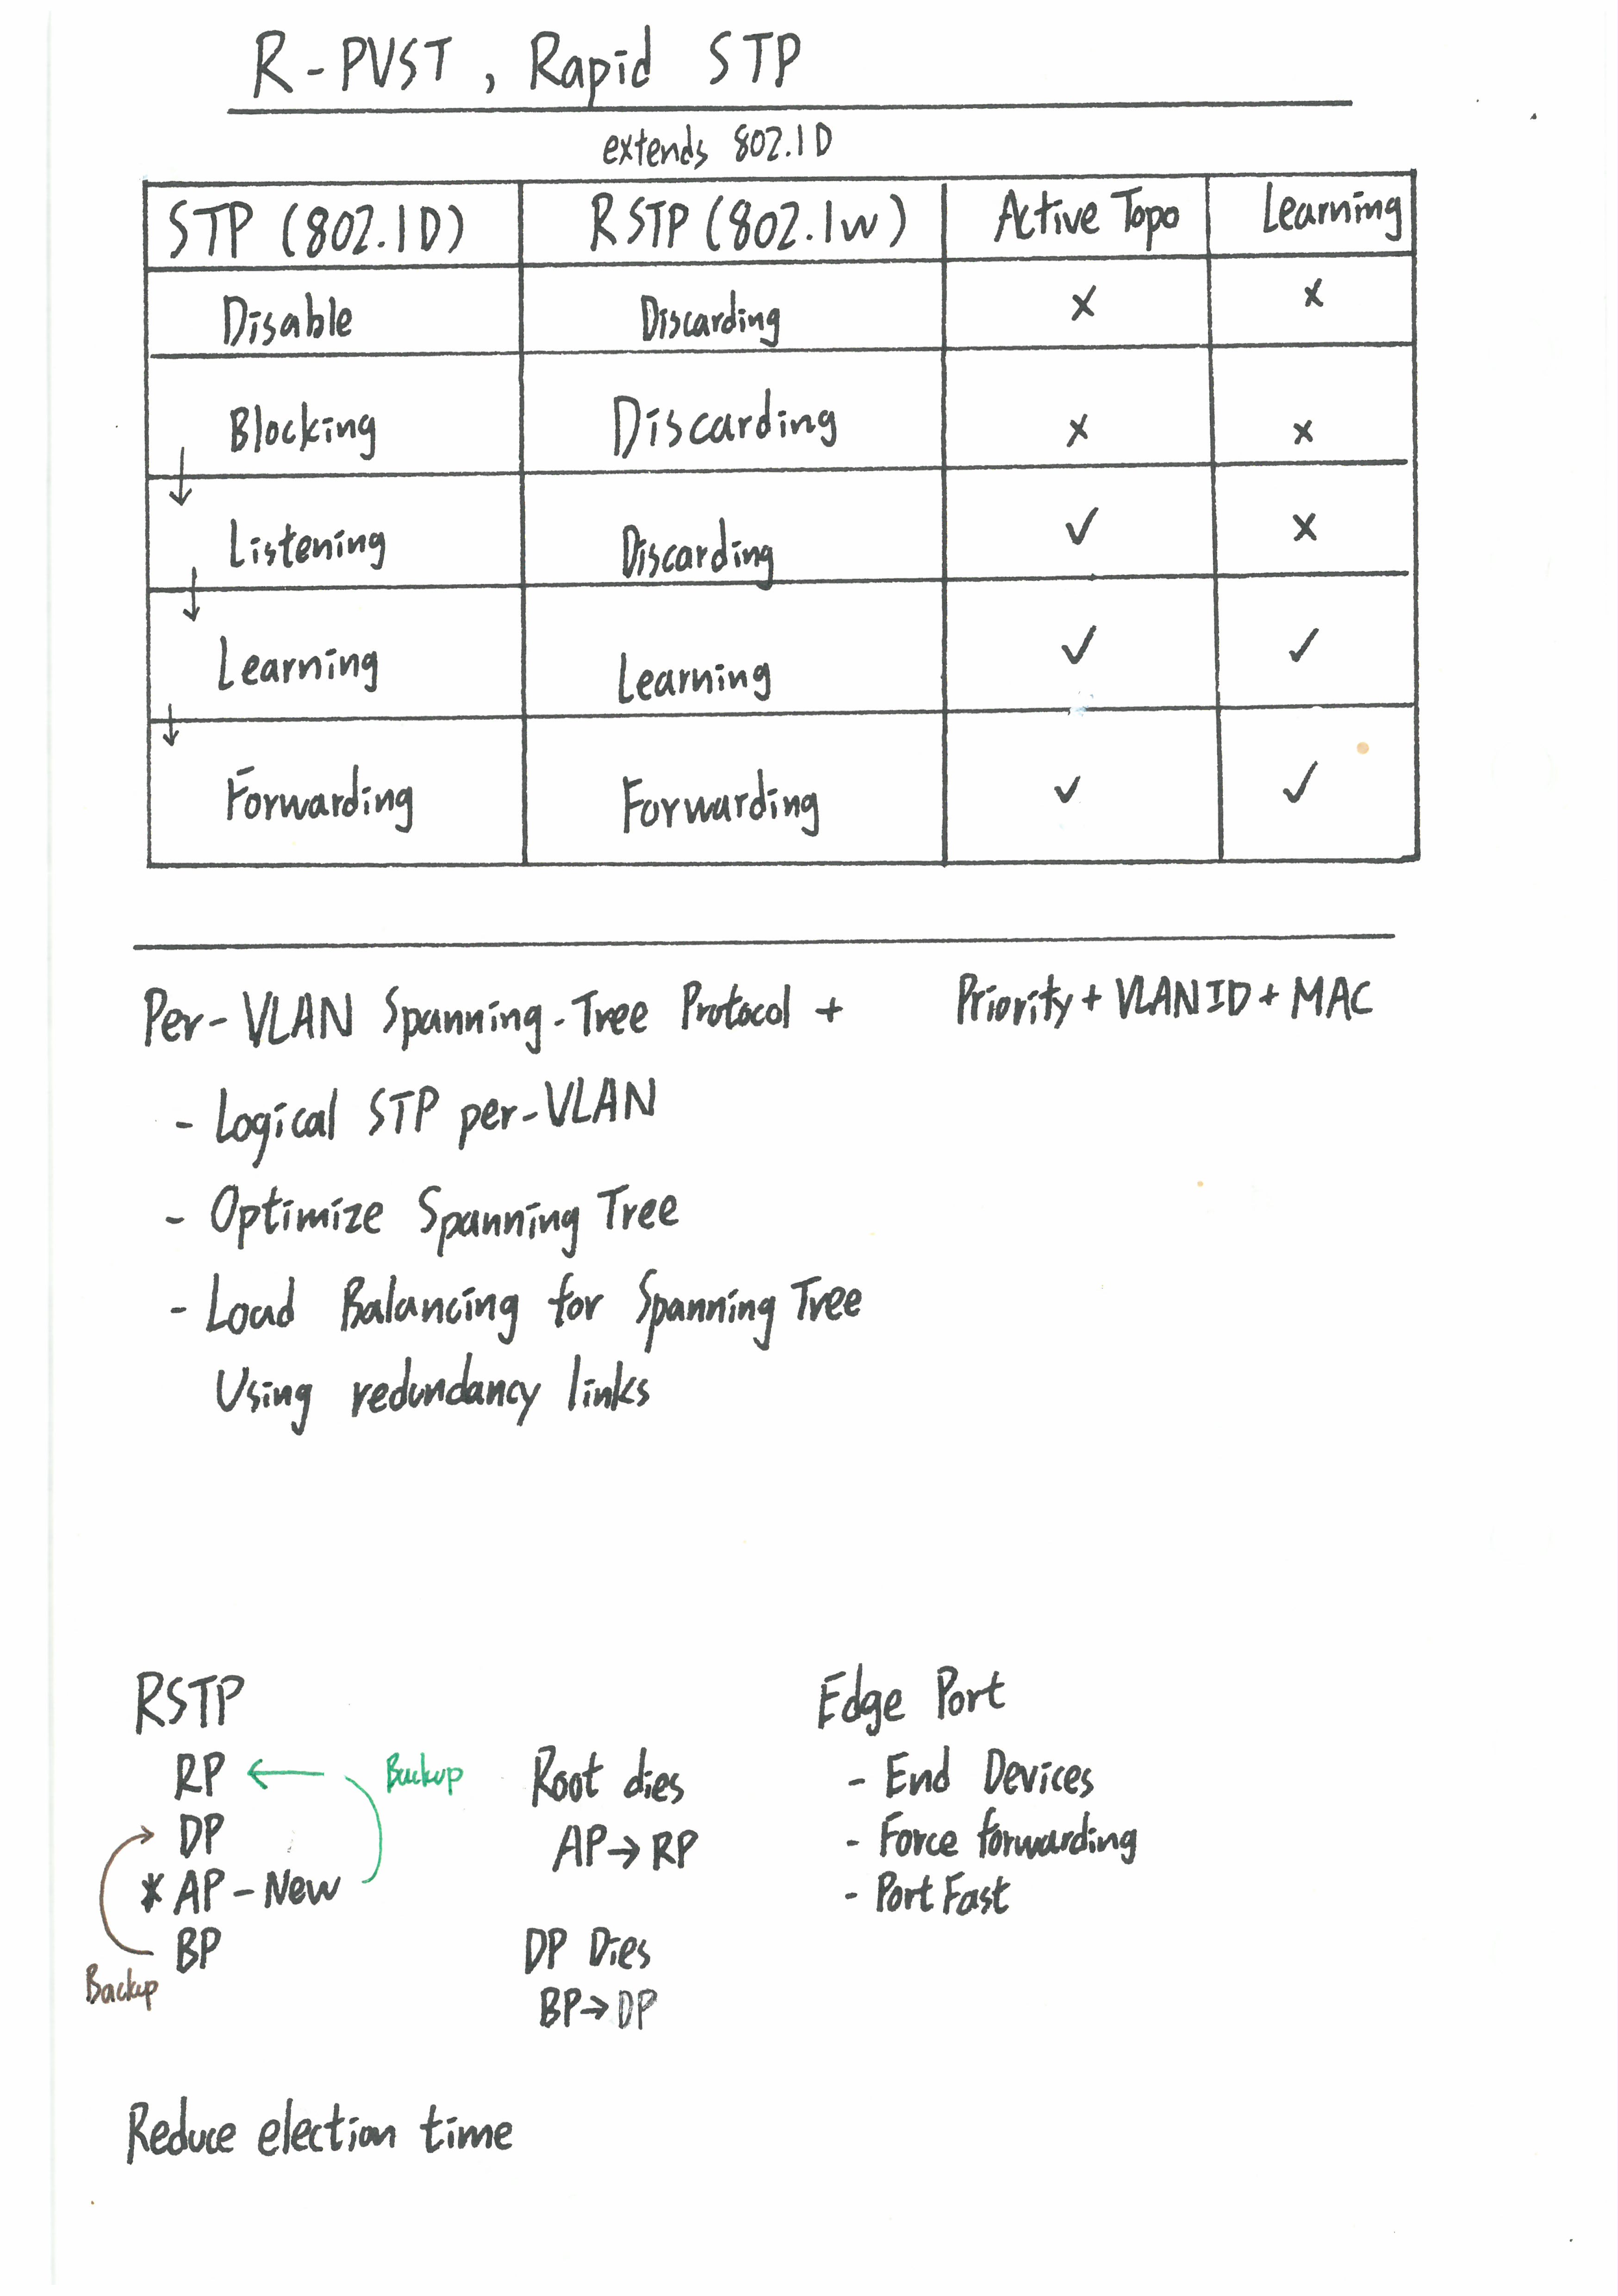 R-PVST, Rapid STP
extends 802.1D
STP (802.1D) RSTP (802.1w) Active Topo Learning
Disable Discarding ✗ ✗
Blocking Discarding ✗ ✗
↓
Listening Discarding ✓ ✗
↓
Learning Learning ✓ ✓
↓
Forwarding Forwarding ✓ ✓
Per-VLAN Spanning-Tree Protocol + Priority + VLAN ID + MAC
- Logical STP per-VLAN
- Optimize Spanning Tree
- Load Balancing for Spanning Tree
Using redundancy links
RSTP
RP ← Backup
DP
* AP - New
BP
Backup
Root dies
AP → RP
DP Dies
BP → DP
Edge Port
- End Devices
- Force forwarding
- Port Fast
Reduce election time